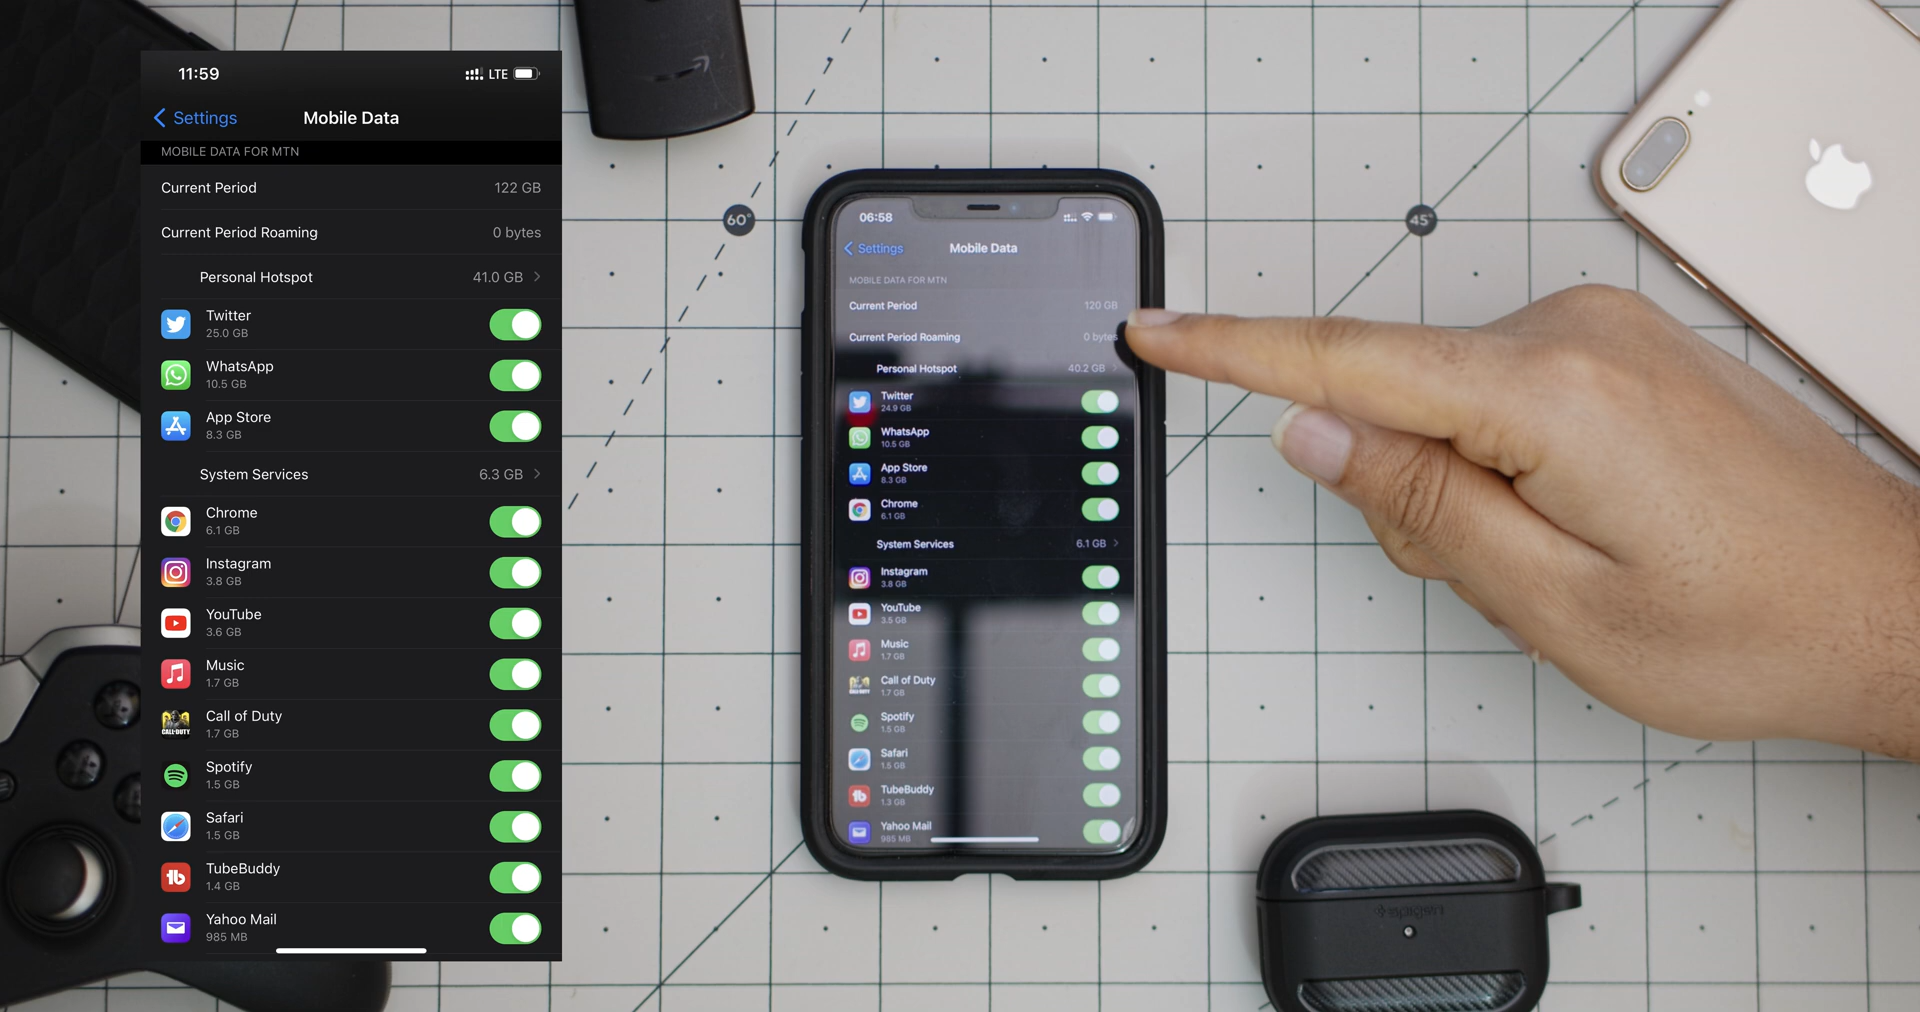 11:59
LTE
Settings
Mobile Data
MOBILE DATA FOR MTN
Current Period 122 GB
Current Period Roaming 0 bytes
Personal Hotspot 41.0 GB
Twitter
25.0 GB
WhatsApp
10.5 GB
App Store
8.3 GB
System Services 6.3 GB
Chrome
6.1 GB
Instagram
3.8 GB
YouTube
3.6 GB
Music
1.7 GB
CALL·DUTY
Call of Duty
1.7 GB
Spotify
1.5 GB
Safari
1.5 GB
tb
TubeBuddy
1.4 GB
Yahoo Mail
985 MB
60°
06:58
Settings
Mobile Data
MOBILE DATA FOR MTN
Current Period 120 GB
Current Period Roaming 0 bytes
Personal Hotspot 40.2 GB
Twitter
24.9 GB
WhatsApp
10.5 GB
App Store
8.3 GB
Chrome
6.1 GB
System Services 6.1 GB
Instagram
3.8 GB
YouTube
3.5 GB
Music
1.7 GB
Call of Duty
1.7 GB
Spotify
1.5 GB
Safari
1.5 GB
tb
TubeBuddy
1.3 GB
Yahoo Mail
985 MB
45°
spigen